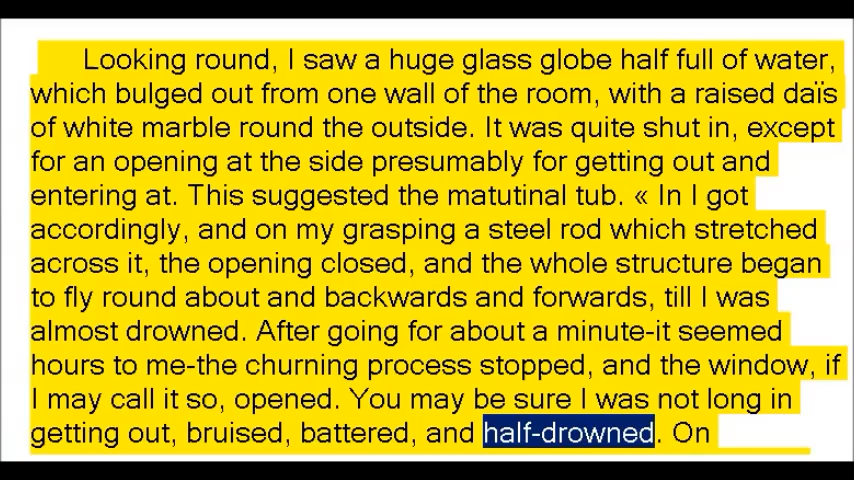 Looking round, I saw a huge glass globe half full of water,
which bulged out from one wall of the room, with a raised daïs
of white marble round the outside. It was quite shut in, except
for an opening at the side presumably for getting out and
entering at. This suggested the matutinal tub. « In I got
accordingly, and on my grasping a steel rod which stretched
across it, the opening closed, and the whole structure began
to fly round about and backwards and forwards, till I was
almost drowned. After going for about a minute-it seemed
hours to me-the churning process stopped, and the window, if
I may call it so, opened. You may be sure I was not long in
getting out, bruised, battered, and half-drowned. On